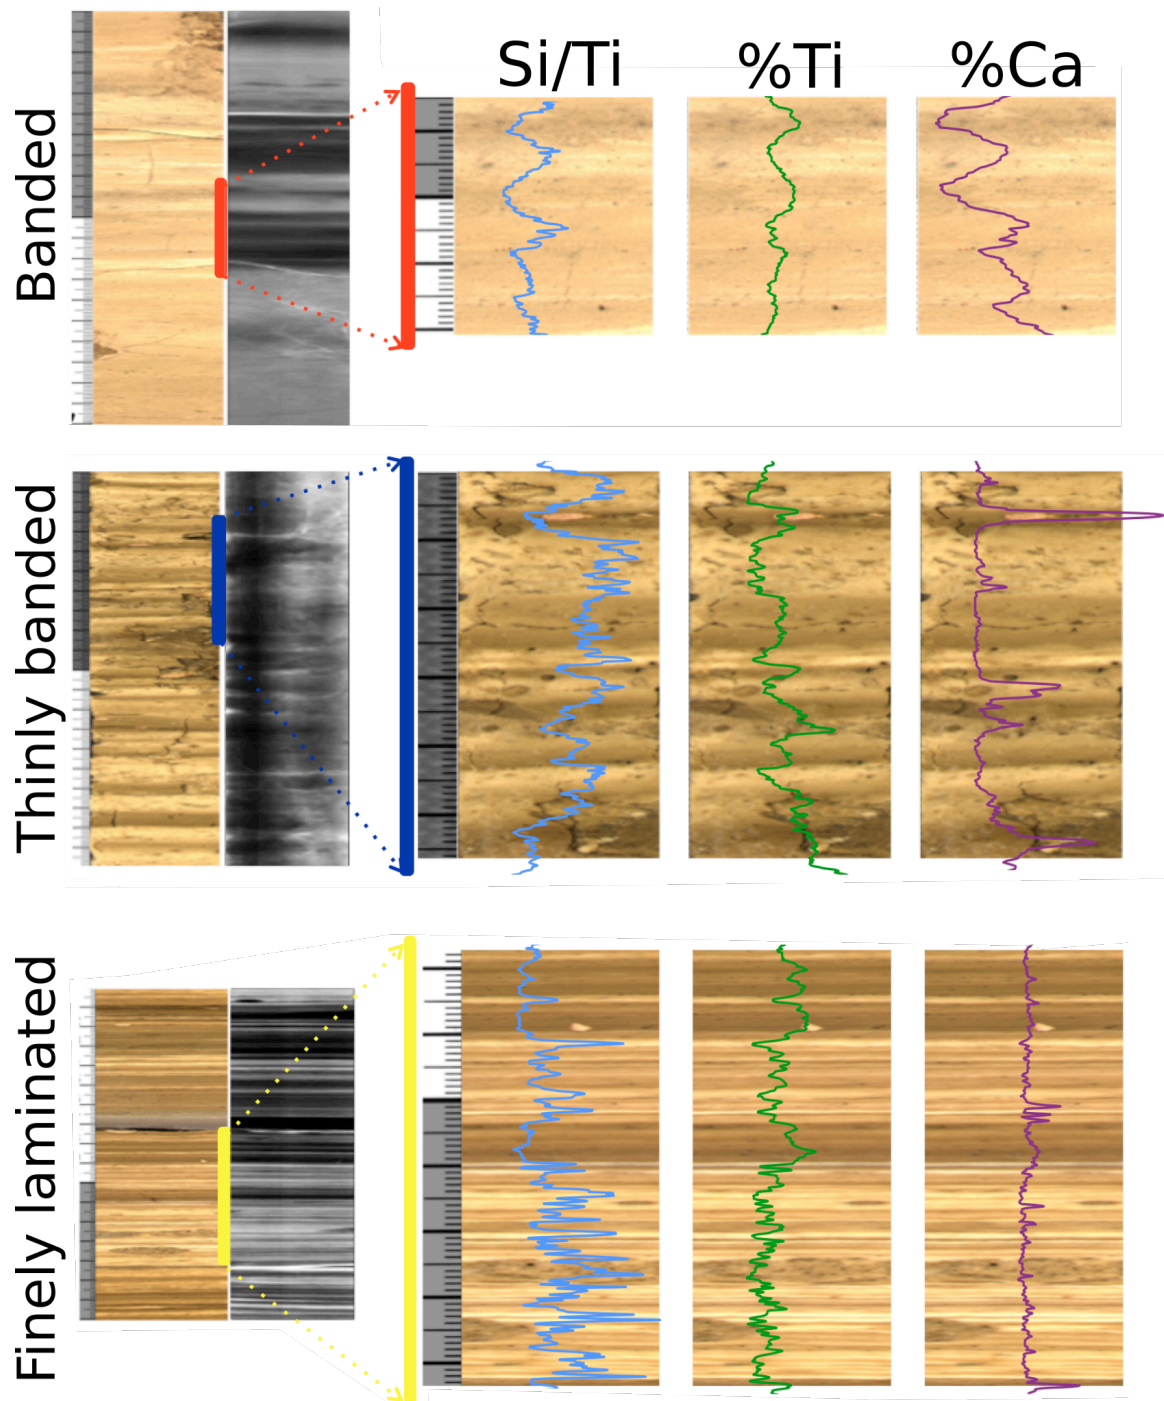 Si/Ti
%Ti
%Ca
Banded
Thinly banded
Finely laminated